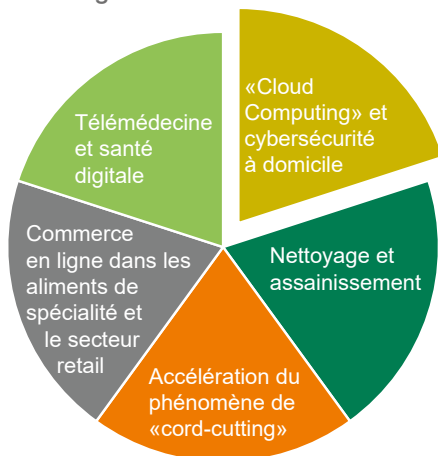 «Cloud
Computing» et
cybersécurité
à domicile
Nettoyage et
assainissement
Accélération du
phénomène de
«cord-cutting»
Commerce
en ligne dans les
aliments de
spécialité et
le secteur
retail
Télémédecine
et santé
digitale